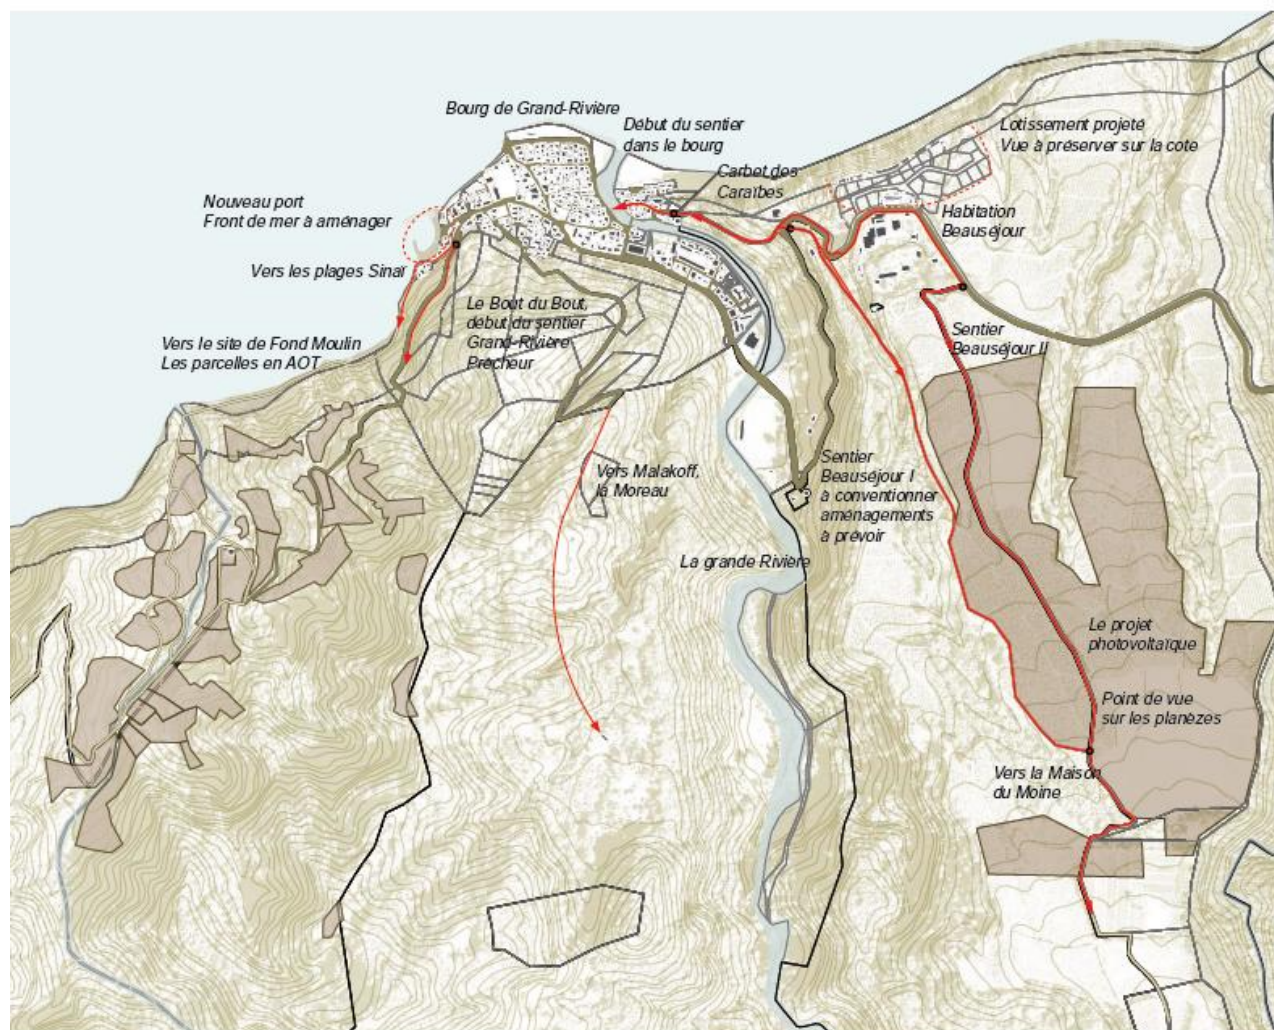 Bourg de Grand-Rivière
Début du sentier
dans le bourg
Lotissement projeté
Vue à préserver sur la cote
Carbet des
Caraïbes
Nouveau port
Front de mer à aménager
Habitation
Beauséjour
Vers les plages Sinaï
Le Bout du Bout,
début du sentier
Grand-Rivière
Prêcheur
Vers le site de Fond Moulin
Les parcelles en AOT
Sentier
Beauséjour II
Vers Malakoff,
la Moreau
Sentier
Beauséjour I
à conventionner
aménagements
à prévoir
La grande Rivière
Le projet
photovoltaïque
Point de vue
sur les planèzes
Vers la Maison
du Moine